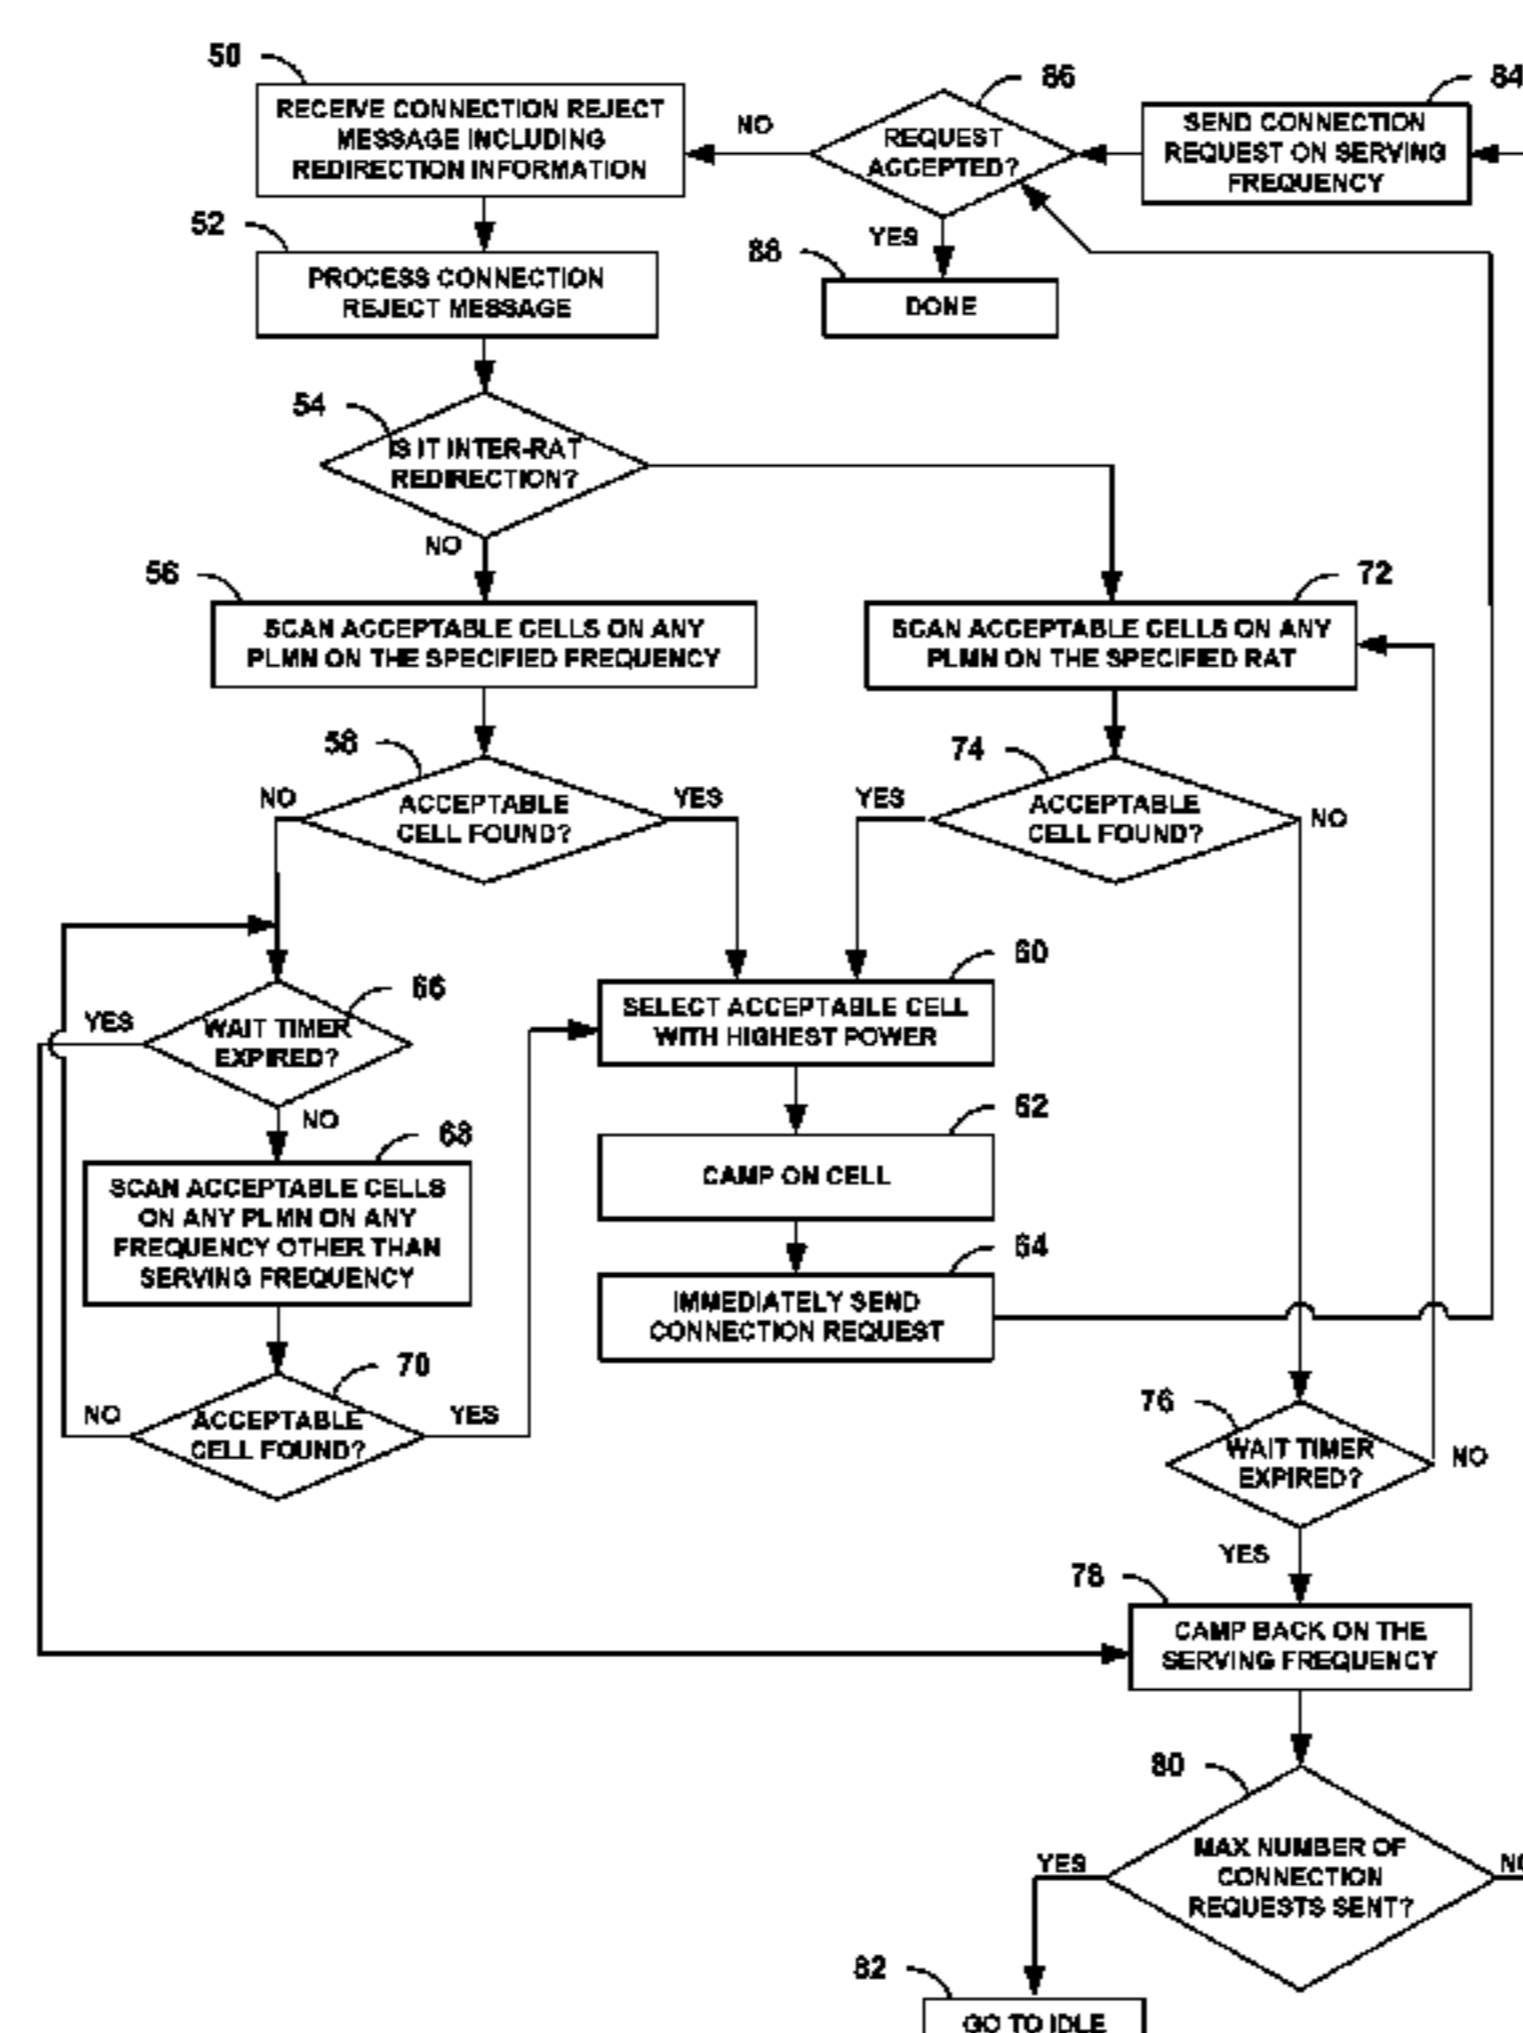 50
RECEIVE CONNECTION REJECT
MESSAGE INCLUDING
REDIRECTION INFORMATION
NO
86
REQUEST
ACCEPTED?
84
SEND CONNECTION
REQUEST ON SERVING
FREQUENCY
52
PROCESS CONNECTION
REJECT MESSAGE
YES
88
DONE
54
IS IT INTER-RAT
REDIRECTION?
NO
56
SCAN ACCEPTABLE CELLS ON ANY
PLMN ON THE SPECIFIED FREQUENCY
72
SCAN ACCEPTABLE CELLS ON ANY
PLMN ON THE SPECIFIED RAT
58
NO
ACCEPTABLE
CELL FOUND?
YES
74
YES
ACCEPTABLE
CELL FOUND?
NO
66
YES
WAIT TIMER
EXPIRED?
NO
60
SELECT ACCEPTABLE CELL
WITH HIGHEST POWER
68
SCAN ACCEPTABLE CELLS
ON ANY PLMN ON ANY
FREQUENCY OTHER THAN
SERVING FREQUENCY
62
CAMP ON CELL
64
IMMEDIATELY SEND
CONNECTION REQUEST
70
NO
ACCEPTABLE
CELL FOUND?
YES
76
WAIT TIMER
EXPIRED?
NO
YES
78
CAMP BACK ON THE
SERVING FREQUENCY
80
YES
MAX NUMBER OF
CONNECTION
REQUESTS SENT?
NO
82
GO TO IDLE